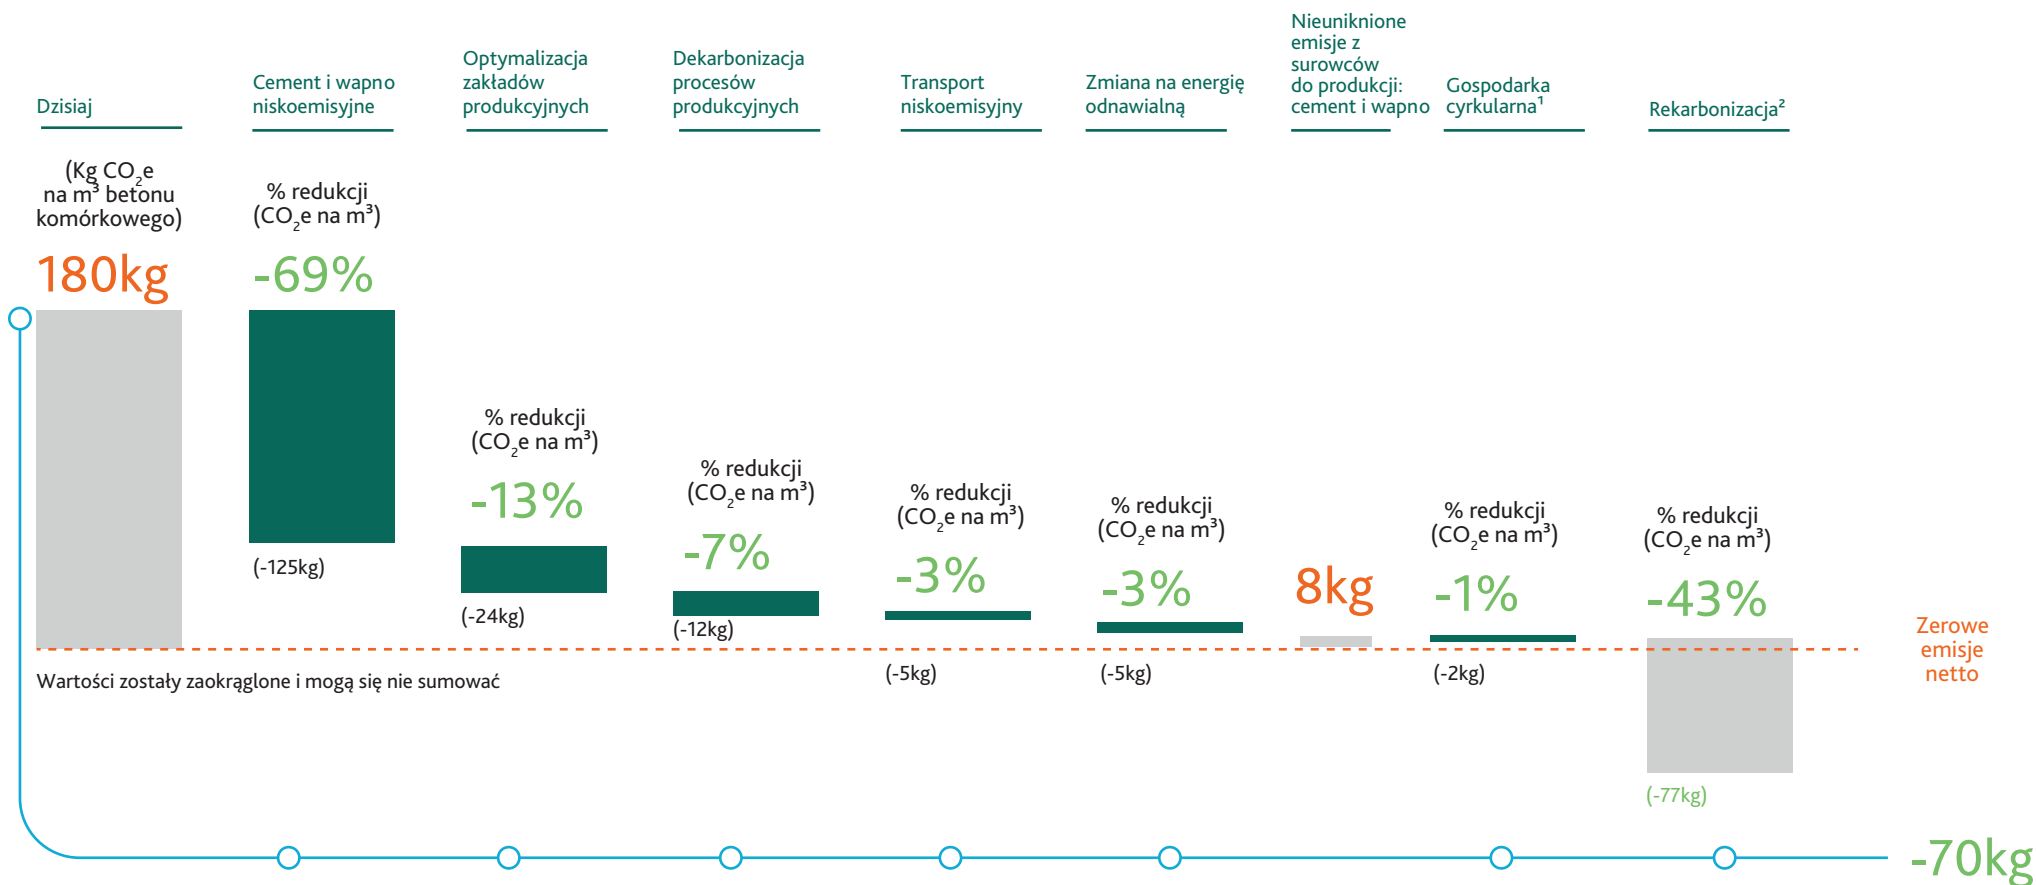 Dzisiaj
(Kg CO₂e
na m³ betonu
komórkowego)
180kg
Cement i wapno
niskoemisyjne
% redukcji
(CO₂e na m³)
-69%
(-125kg)
Optymalizacja
zakładów
produkcyjnych
% redukcji
(CO₂e na m³)
-13%
(-24kg)
Dekarbonizacja
procesów
produkcyjnych
% redukcji
(CO₂e na m³)
-7%
(-12kg)
Transport
niskoemisyjny
% redukcji
(CO₂e na m³)
-3%
(-5kg)
Zmiana na energię
odnawialną
% redukcji
(CO₂e na m³)
-3%
(-5kg)
Nieuniknione
emisje z
surowców
do produkcji:
cement i wapno
8kg
Gospodarka
cyrkularna¹
% redukcji
(CO₂e na m³)
-1%
(-2kg)
Rekarbonizacja²
% redukcji
(CO₂e na m³)
-43%
(-77kg)
Zerowe
emisje
netto
Wartości zostały zaokrąglone i mogą się nie sumować
-70kg